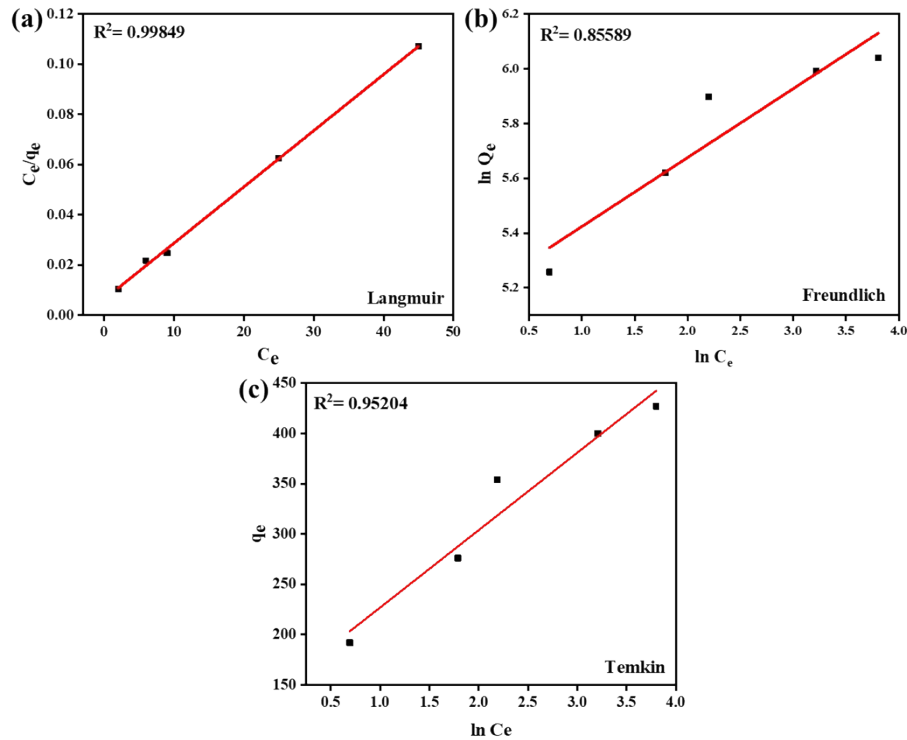 (a)
R²= 0.99849
0.12
0.10
0.08
0.06
0.04
0.02
0.00
Cₑ/qₑ
0
10
20
30
40
50
Cₑ
Langmuir
(b)
R²= 0.85589
6.2
6.0
5.8
5.6
5.4
5.2
ln Qₑ
0.5
1.0
1.5
2.0
2.5
3.0
3.5
4.0
ln Cₑ
Freundlich
(c)
R²= 0.95204
450
400
350
300
250
200
150
qₑ
0.5
1.0
1.5
2.0
2.5
3.0
3.5
4.0
ln Ce
Temkin